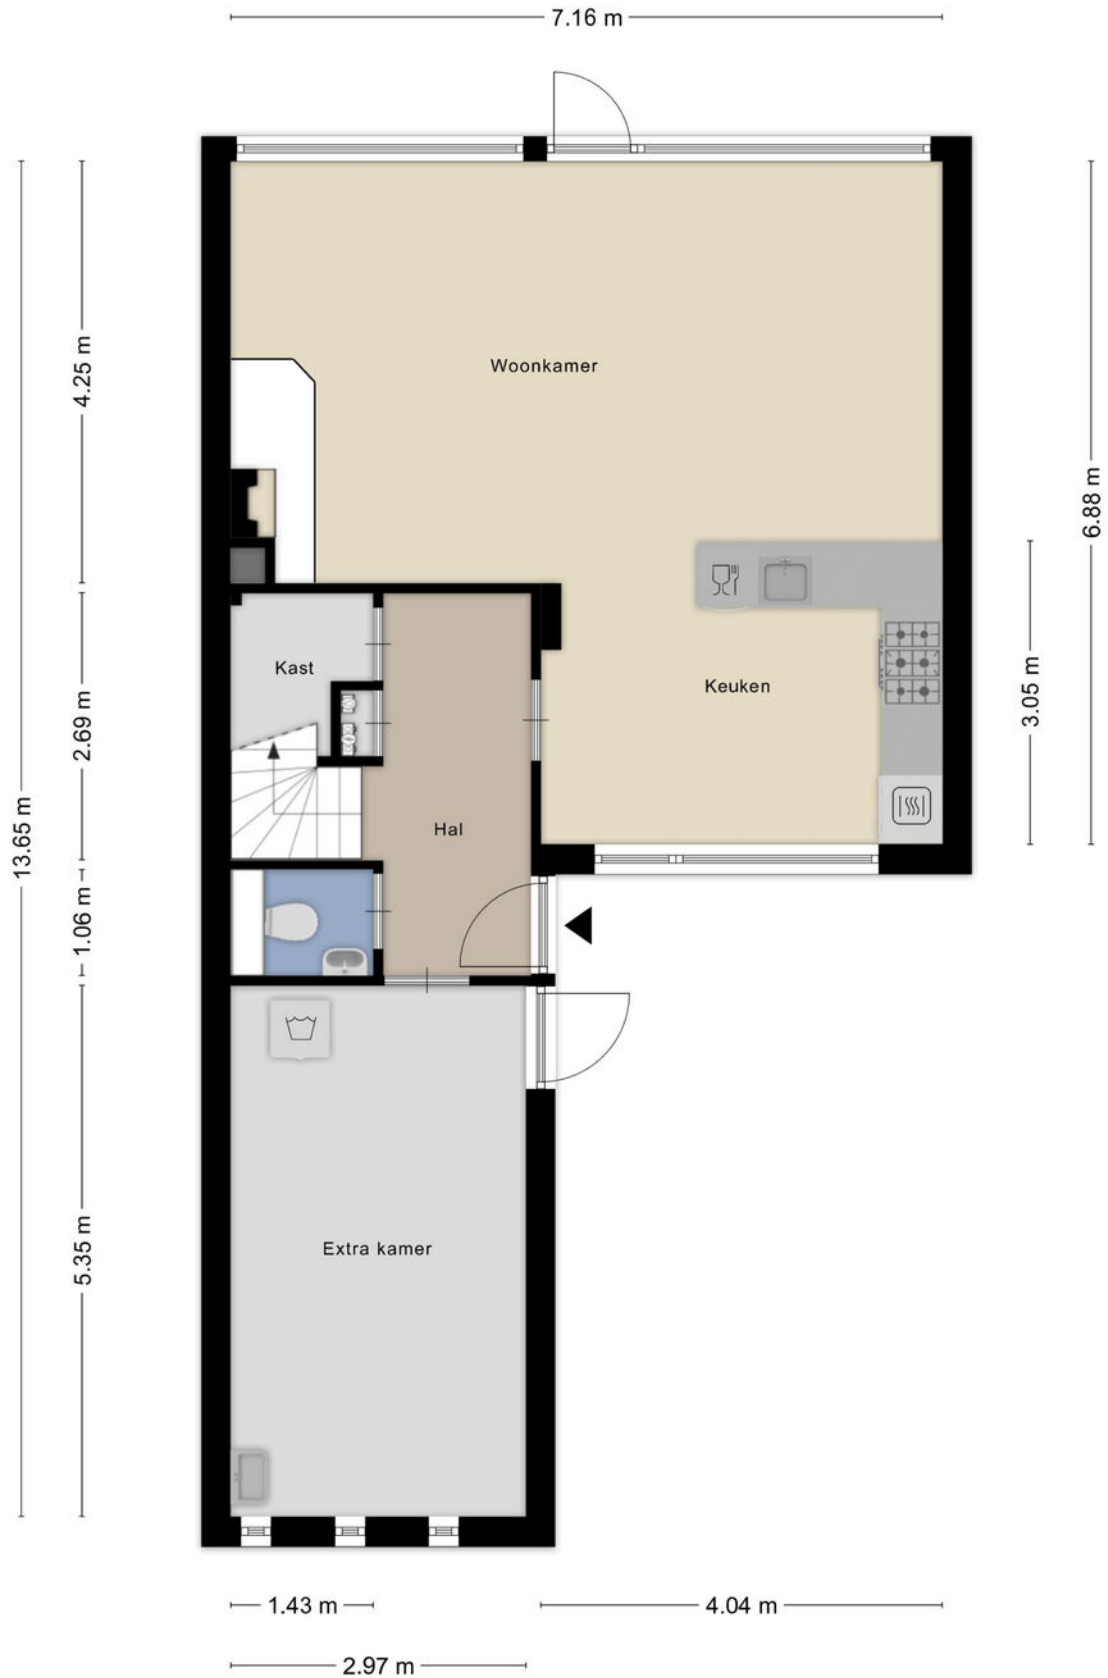 7.16 m
4.25 m
Woonkamer
6.88 m
Kast
Keuken
3.05 m
2.69 m
13.65 m
Hal
1.06 m
5.35 m
Extra kamer
1.43 m
4.04 m
2.97 m